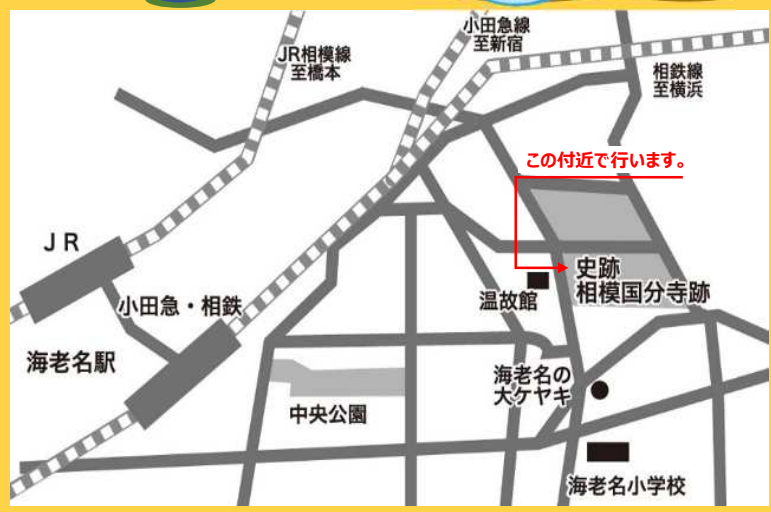 小田急線
至新宿
JR相模線
至橋本
相鉄線
至横浜
この付近で行います。
JR
史跡
相模国分寺跡
温故館
小田急・相鉄
海老名駅
海老名の
大ケヤキ
中央公園
海老名小学校